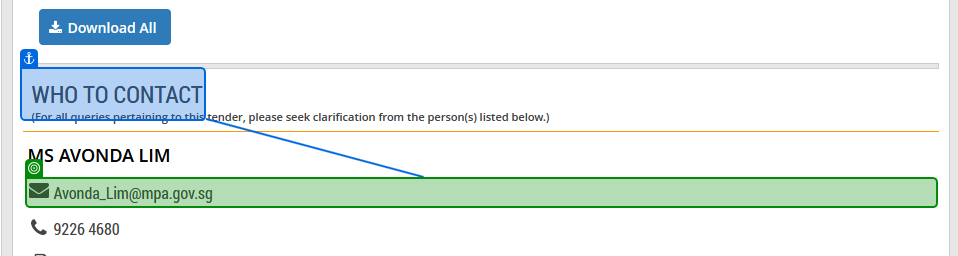 Download All
WHO TO CONTACT
(For all queries pertaining to this tender, please seek clarification from the person(s) listed below.)
MS AVONDA LIM
Avonda_Lim@mpa.gov.sg
9226 4680